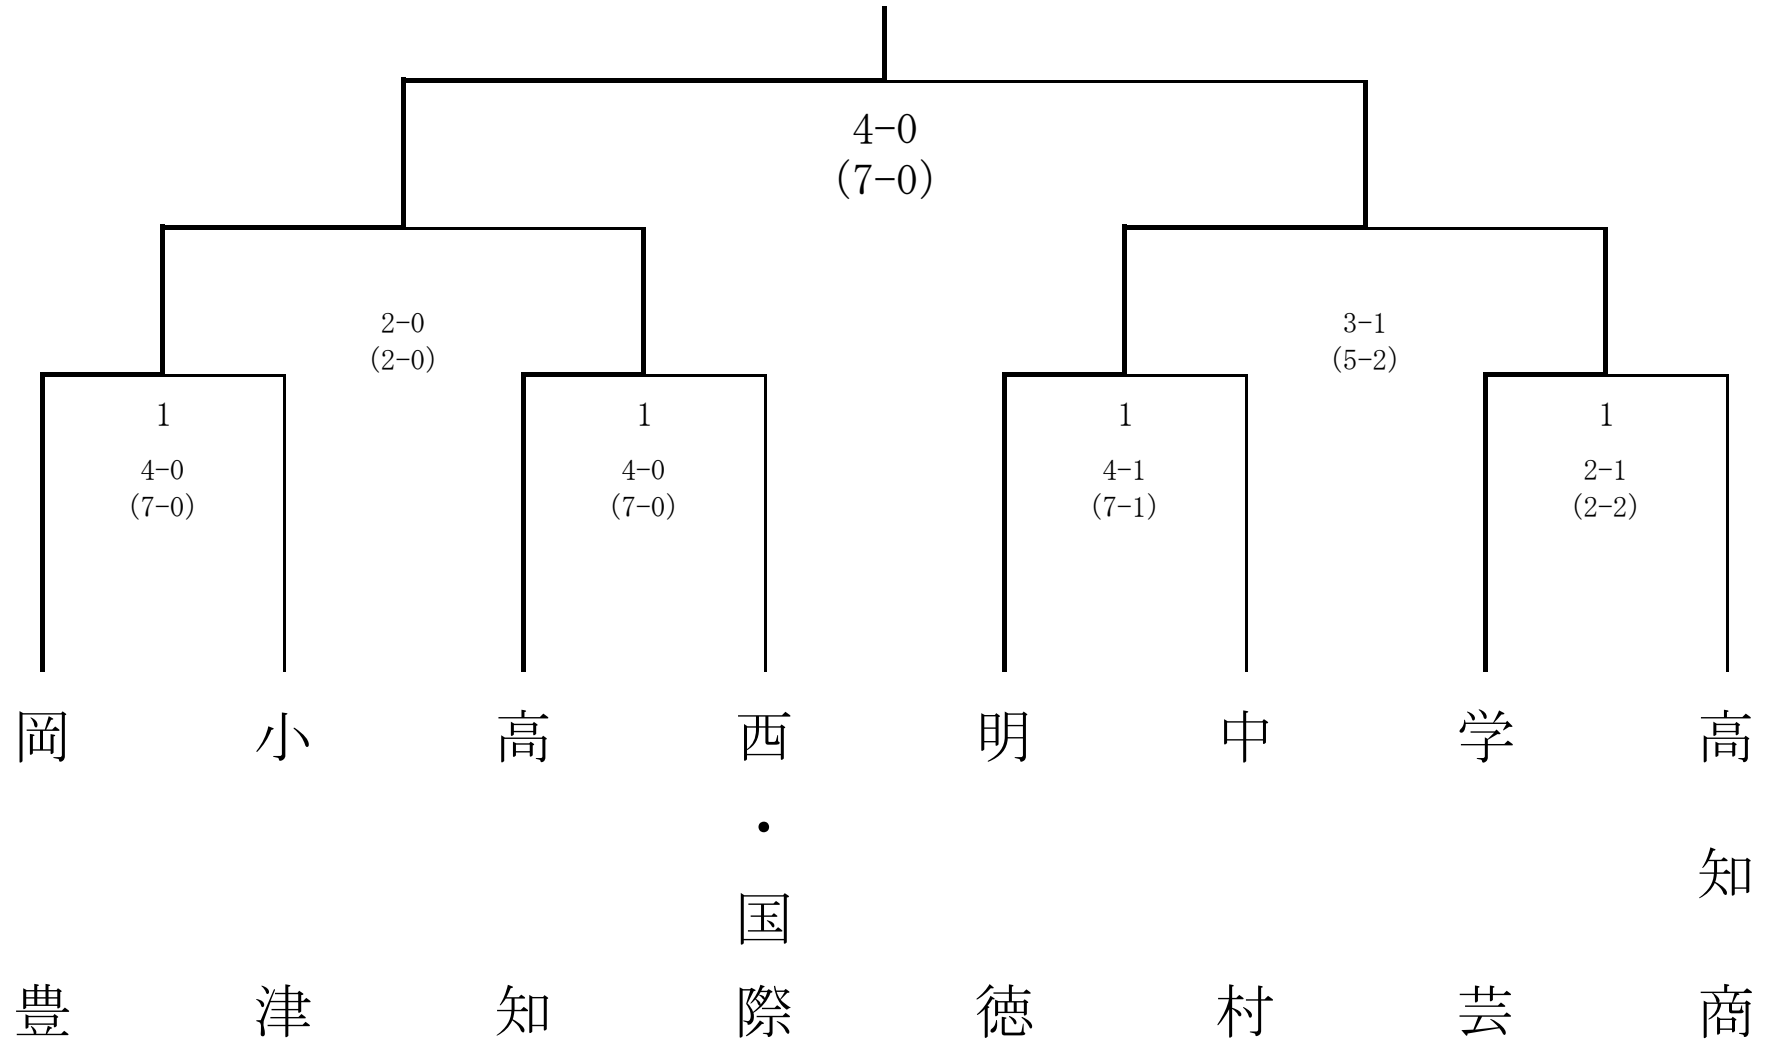 4-0
(7-0)
2-0
(2-0)
3-1
(5-2)
1
4-0
(7-0)
1
4-0
(7-0)
1
4-1
(7-1)
1
2-1
(2-2)
岡豊
小津
高知
西・国際
明徳
中村
学芸
高知商